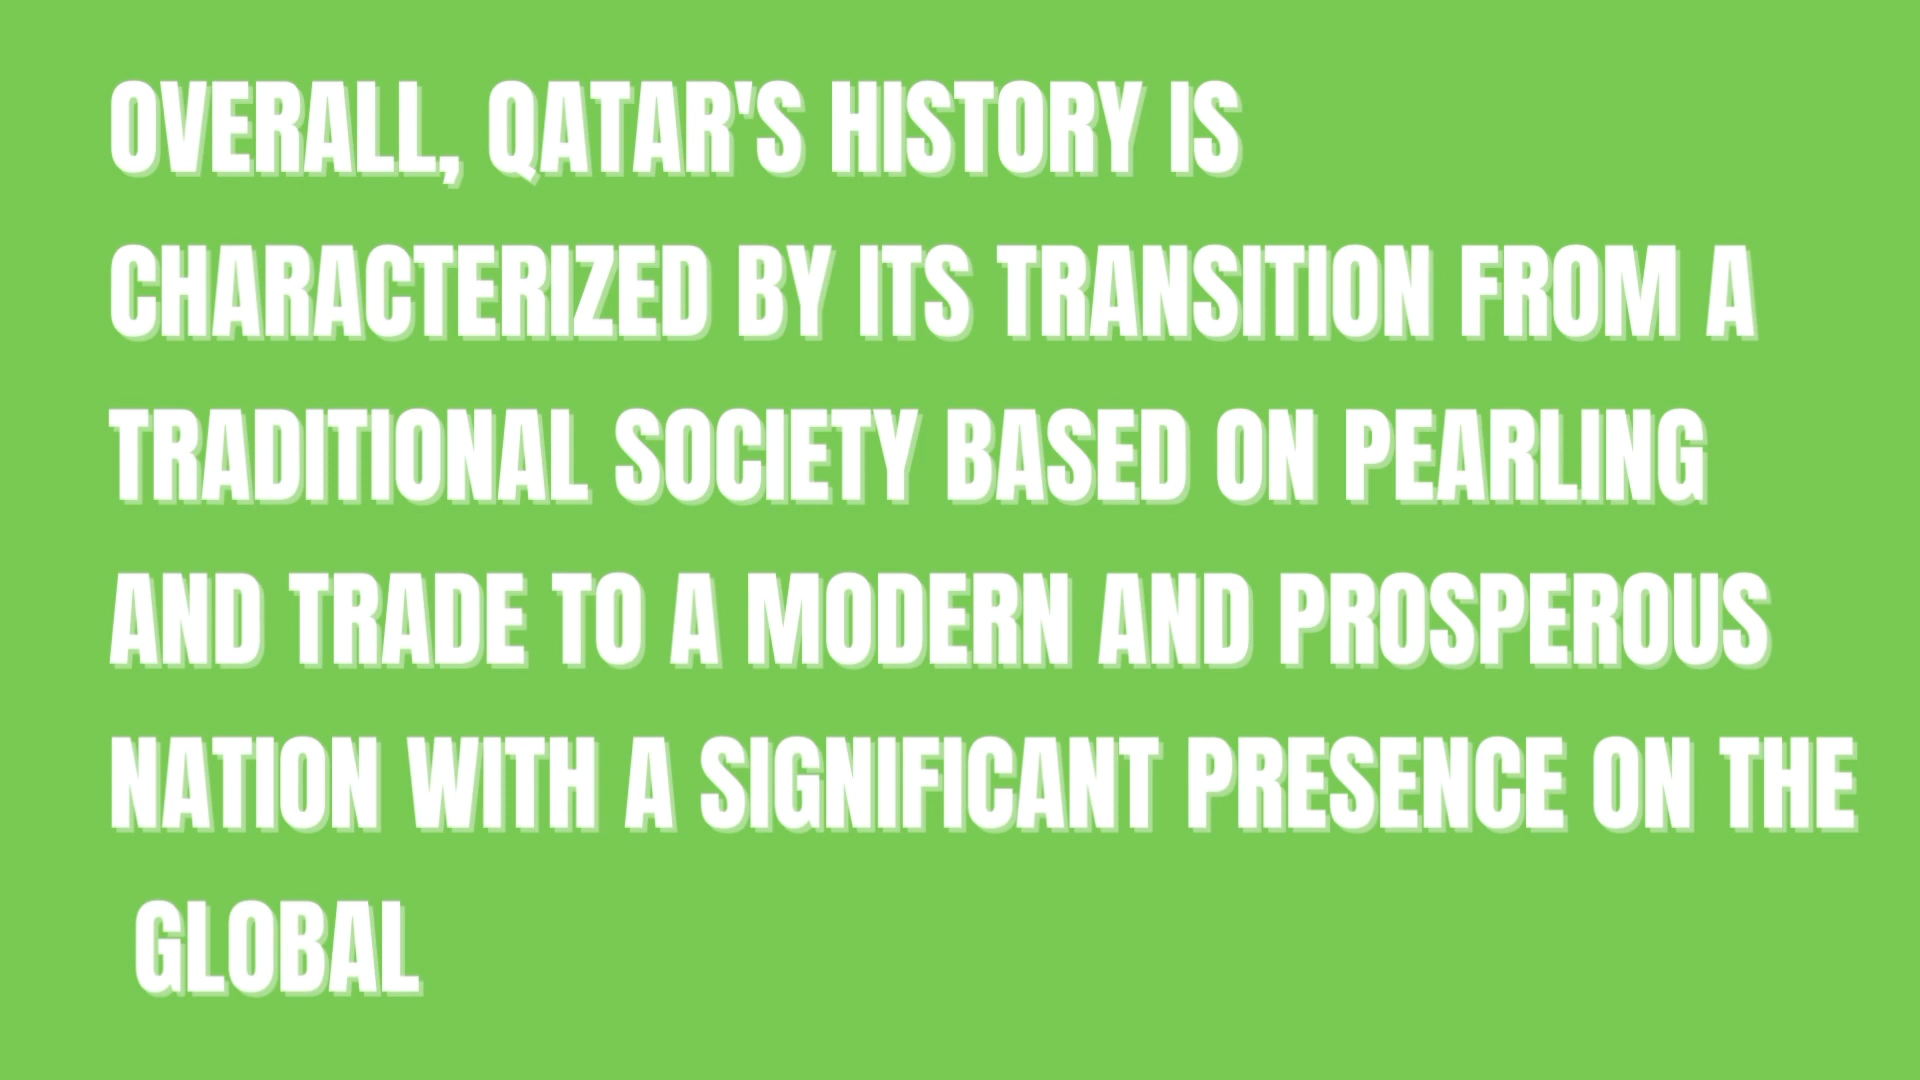 OVERALL, QATAR'S HISTORY IS
CHARACTERIZED BY ITS TRANSITION FROM A
TRADITIONAL SOCIETY BASED ON PEARLING
AND TRADE TO A MODERN AND PROSPEROUS
NATION WITH A SIGNIFICANT PRESENCE ON THE
GLOBAL